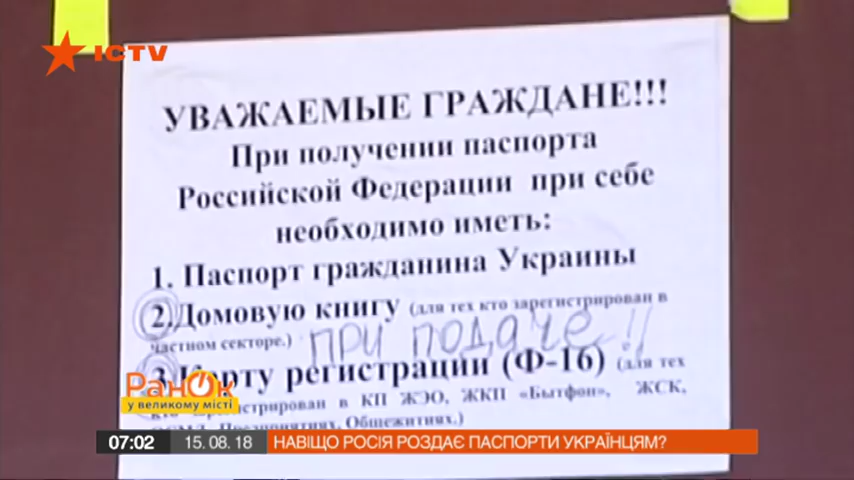 ICTV
УВАЖАЕМЫЕ ГРАЖДАНЕ!!!
При получении паспорта
Российской Федерации при себе
необходимо иметь:
1. Паспорт гражданина Украины
2. Домовую книгу (для тех кто зарегистрирован в
частном секторе.) ПРИ ПОДАЧЕ!!
3. Карту регистрации (Ф-16) (для тех
в КП ЖЭО, ЖКП «Бытфон», ЖСК,
Предприятиях, Общежитиях.)
РанОк
у великому місті
07:02 15.08.18 НАВІЩО РОСІЯ РОЗДАЄ ПАСПОРТИ УКРАЇНЦЯМ?